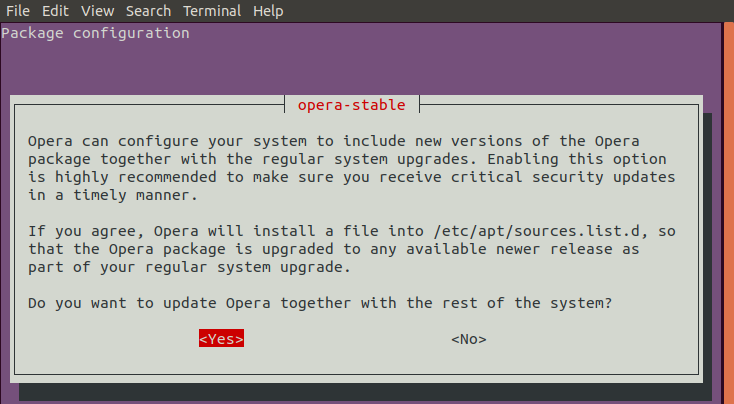 File Edit View Search Terminal Help
Package configuration
opera-stable
Opera can configure your system to include new versions of the Opera
package together with the regular system upgrades. Enabling this option
is highly recommended to make sure you receive critical security updates
in a timely manner.
If you agree, Opera will install a file into /etc/apt/sources.list.d, so
that the Opera package is upgraded to any available newer release as
part of your regular system upgrade.
Do you want to update Opera together with the rest of the system?
<Yes> <No>